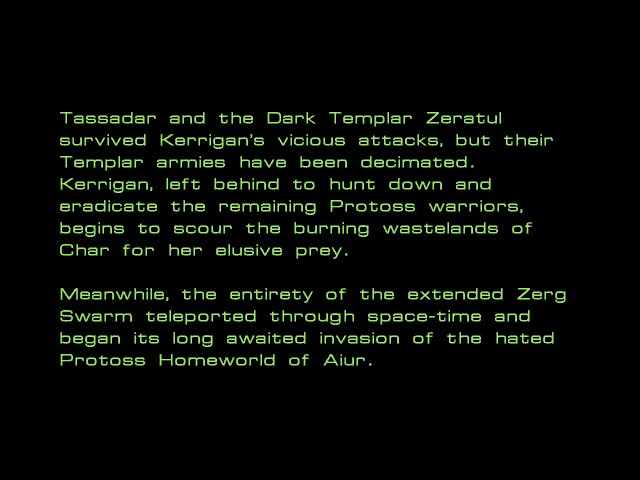 Tassadar and the Dark Templar Zeratul
survived Kerrigan's vicious attacks, but their
Templar armies have been decimated.
Kerrigan, left behind to hunt down and
eradicate the remaining Protoss warriors,
begins to scour the burning wastelands of
Char for her elusive prey.
Meanwhile, the entirety of the extended Zerg
Swarm teleported through space-time and
began its long awaited invasion of the hated
Protoss Homeworld of Aiur.